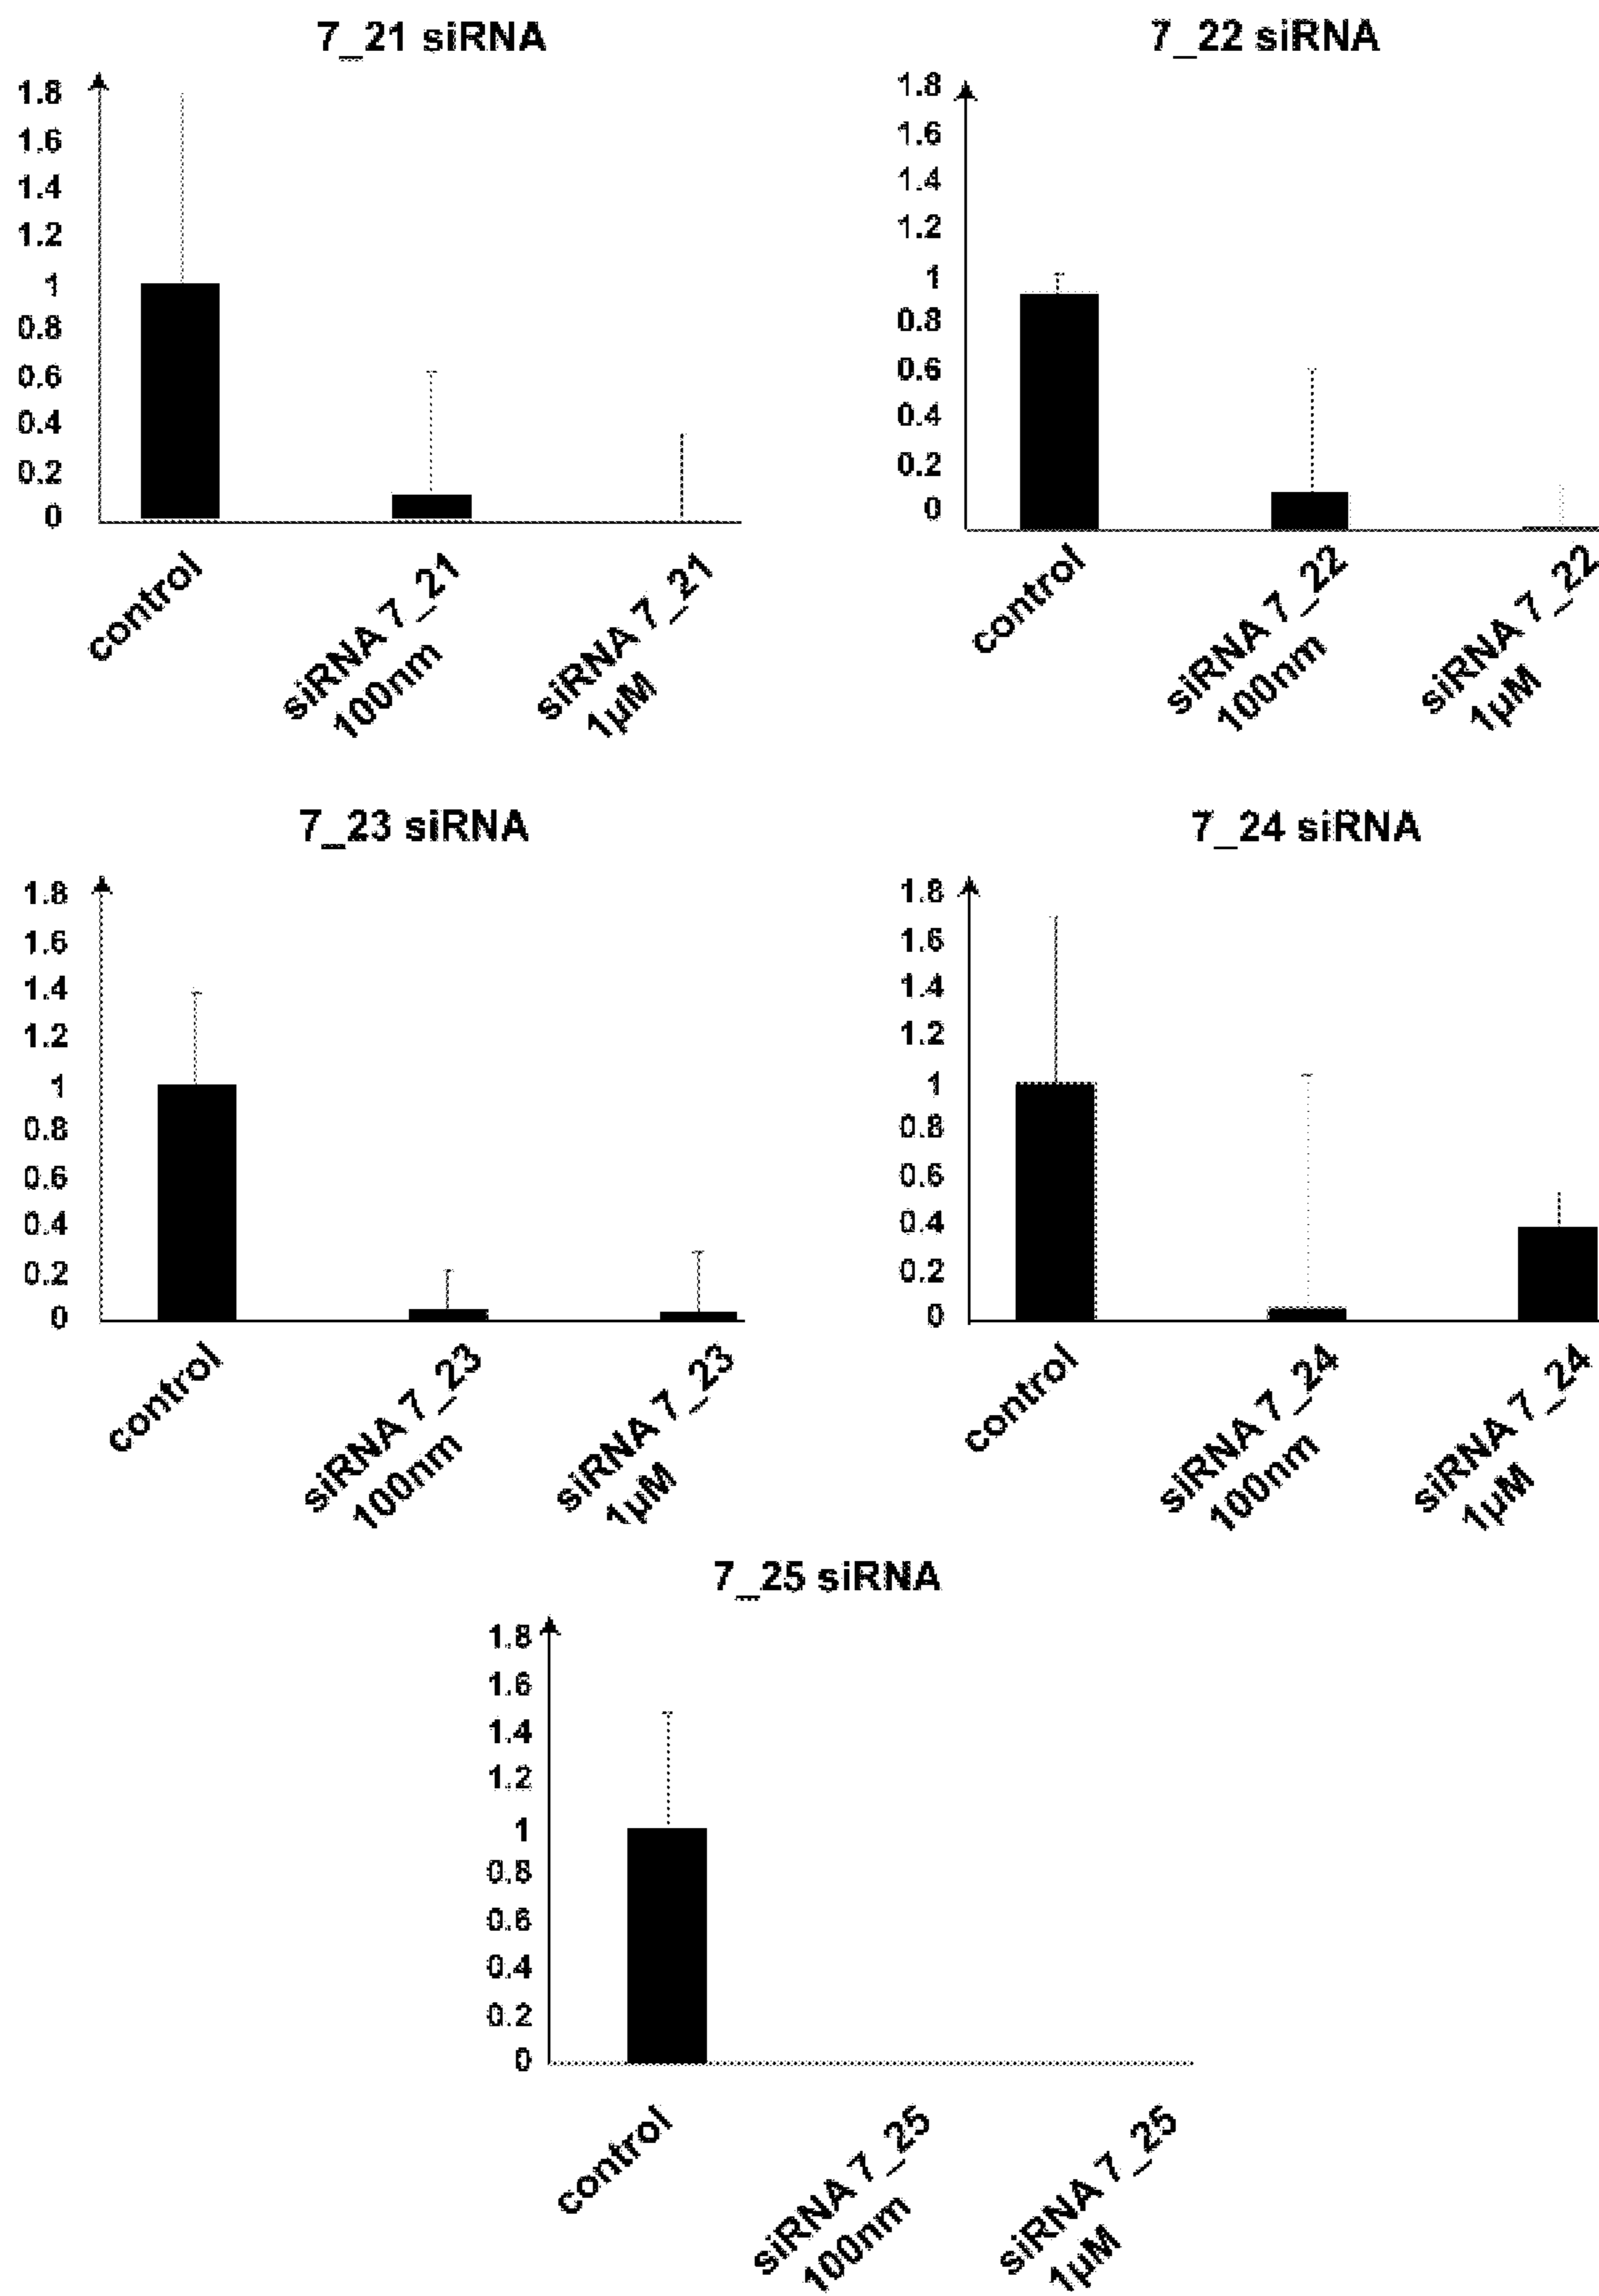 7_21 siRNA
1.8
1.6
1.4
1.2
1
0.8
0.6
0.4
0.2
0
control
siRNA 7_21
100nm
siRNA 7_21
1µM
7_22 siRNA
1.8
1.6
1.4
1.2
1
0.8
0.6
0.4
0.2
0
control
siRNA 7_22
100nm
siRNA 7_22
1µM
7_23 siRNA
1.8
1.6
1.4
1.2
1
0.8
0.6
0.4
0.2
0
control
siRNA 7_23
100nm
siRNA 7_23
1µM
7_24 siRNA
1.8
1.6
1.4
1.2
1
0.8
0.6
0.4
0.2
0
control
siRNA 7_24
100nm
siRNA 7_24
1µM
7_25 siRNA
1.8
1.6
1.4
1.2
1
0.8
0.6
0.4
0.2
0
control
siRNA 7_25
100nm
siRNA 7_25
1µM